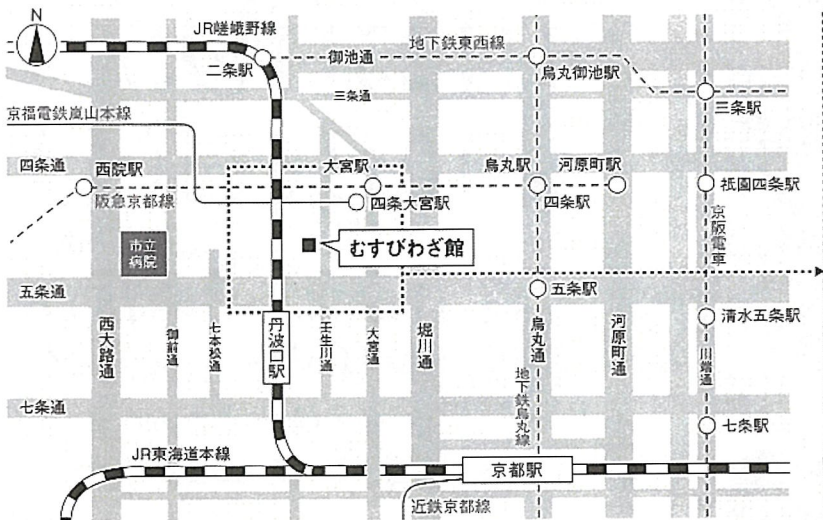 N
JR嵯峨野線
二条駅
御池通
地下鉄東西線
烏丸御池駅
三条通
三条駅
京福電鉄嵐山本線
四条通
西院駅
大宮駅
烏丸駅
河原町駅
阪急京都線
四条大宮駅
四条駅
祇園四条駅
京阪電車
市立
病院
むすびわざ館
五条通
五条駅
清水五条駅
西大路通
御前通
七本松通
丹波口駅
壬生川通
大宮通
堀川通
烏丸通
地下鉄烏丸線
河原町通
川端通
七条通
七条駅
JR東海道本線
京都駅
近鉄京都線